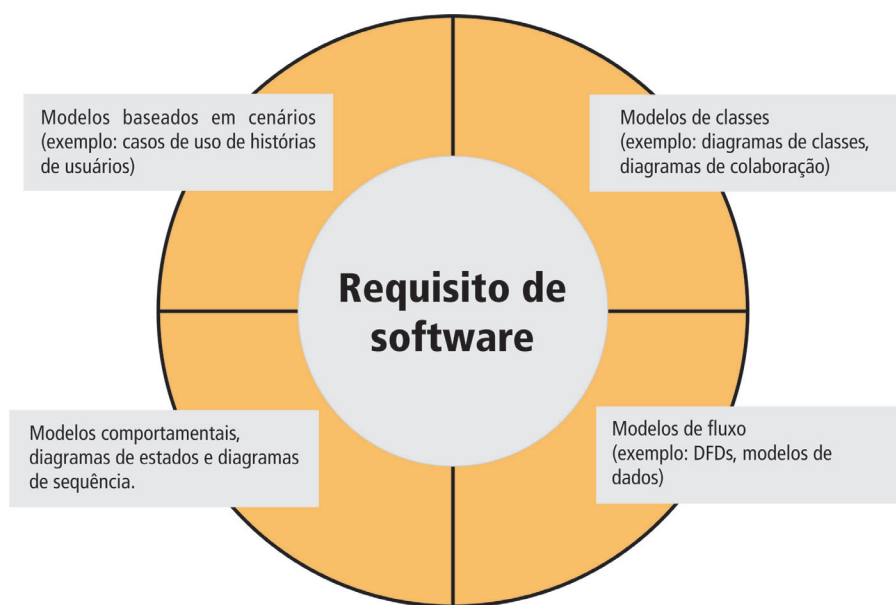 Modelos baseados em cenários
(exemplo: casos de uso de histórias
de usuários)
Modelos de classes
(exemplo: diagramas de classes,
diagramas de colaboração)
Requisito de
software
Modelos comportamentais,
diagramas de estados e diagramas
de sequência.
Modelos de fluxo
(exemplo: DFDs, modelos de
dados)